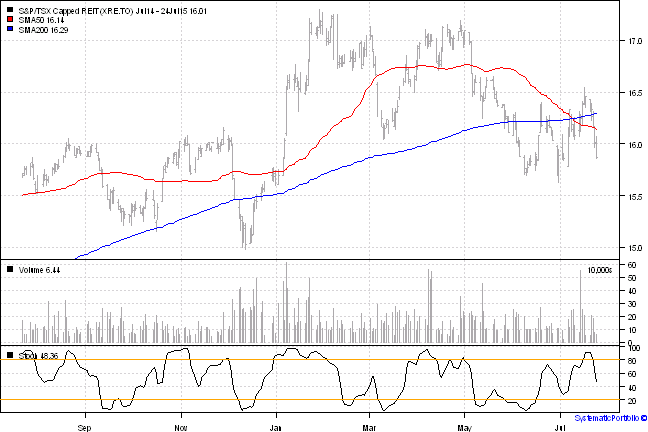 S&P/TSX Capped REIT(XRE.TO) Jul14 - 24Jul15 16.01
SMA50 16.14
SMA200 16.29
17.0
16.5
16.0
15.5
15.0
Volume 6.44
10,000s
60
50
40
30
20
10
0
Stoch 48.36
100
80
60
40
20
Sep
Nov
Jan
Mar
May
Jul
SystematicPortfolio ©